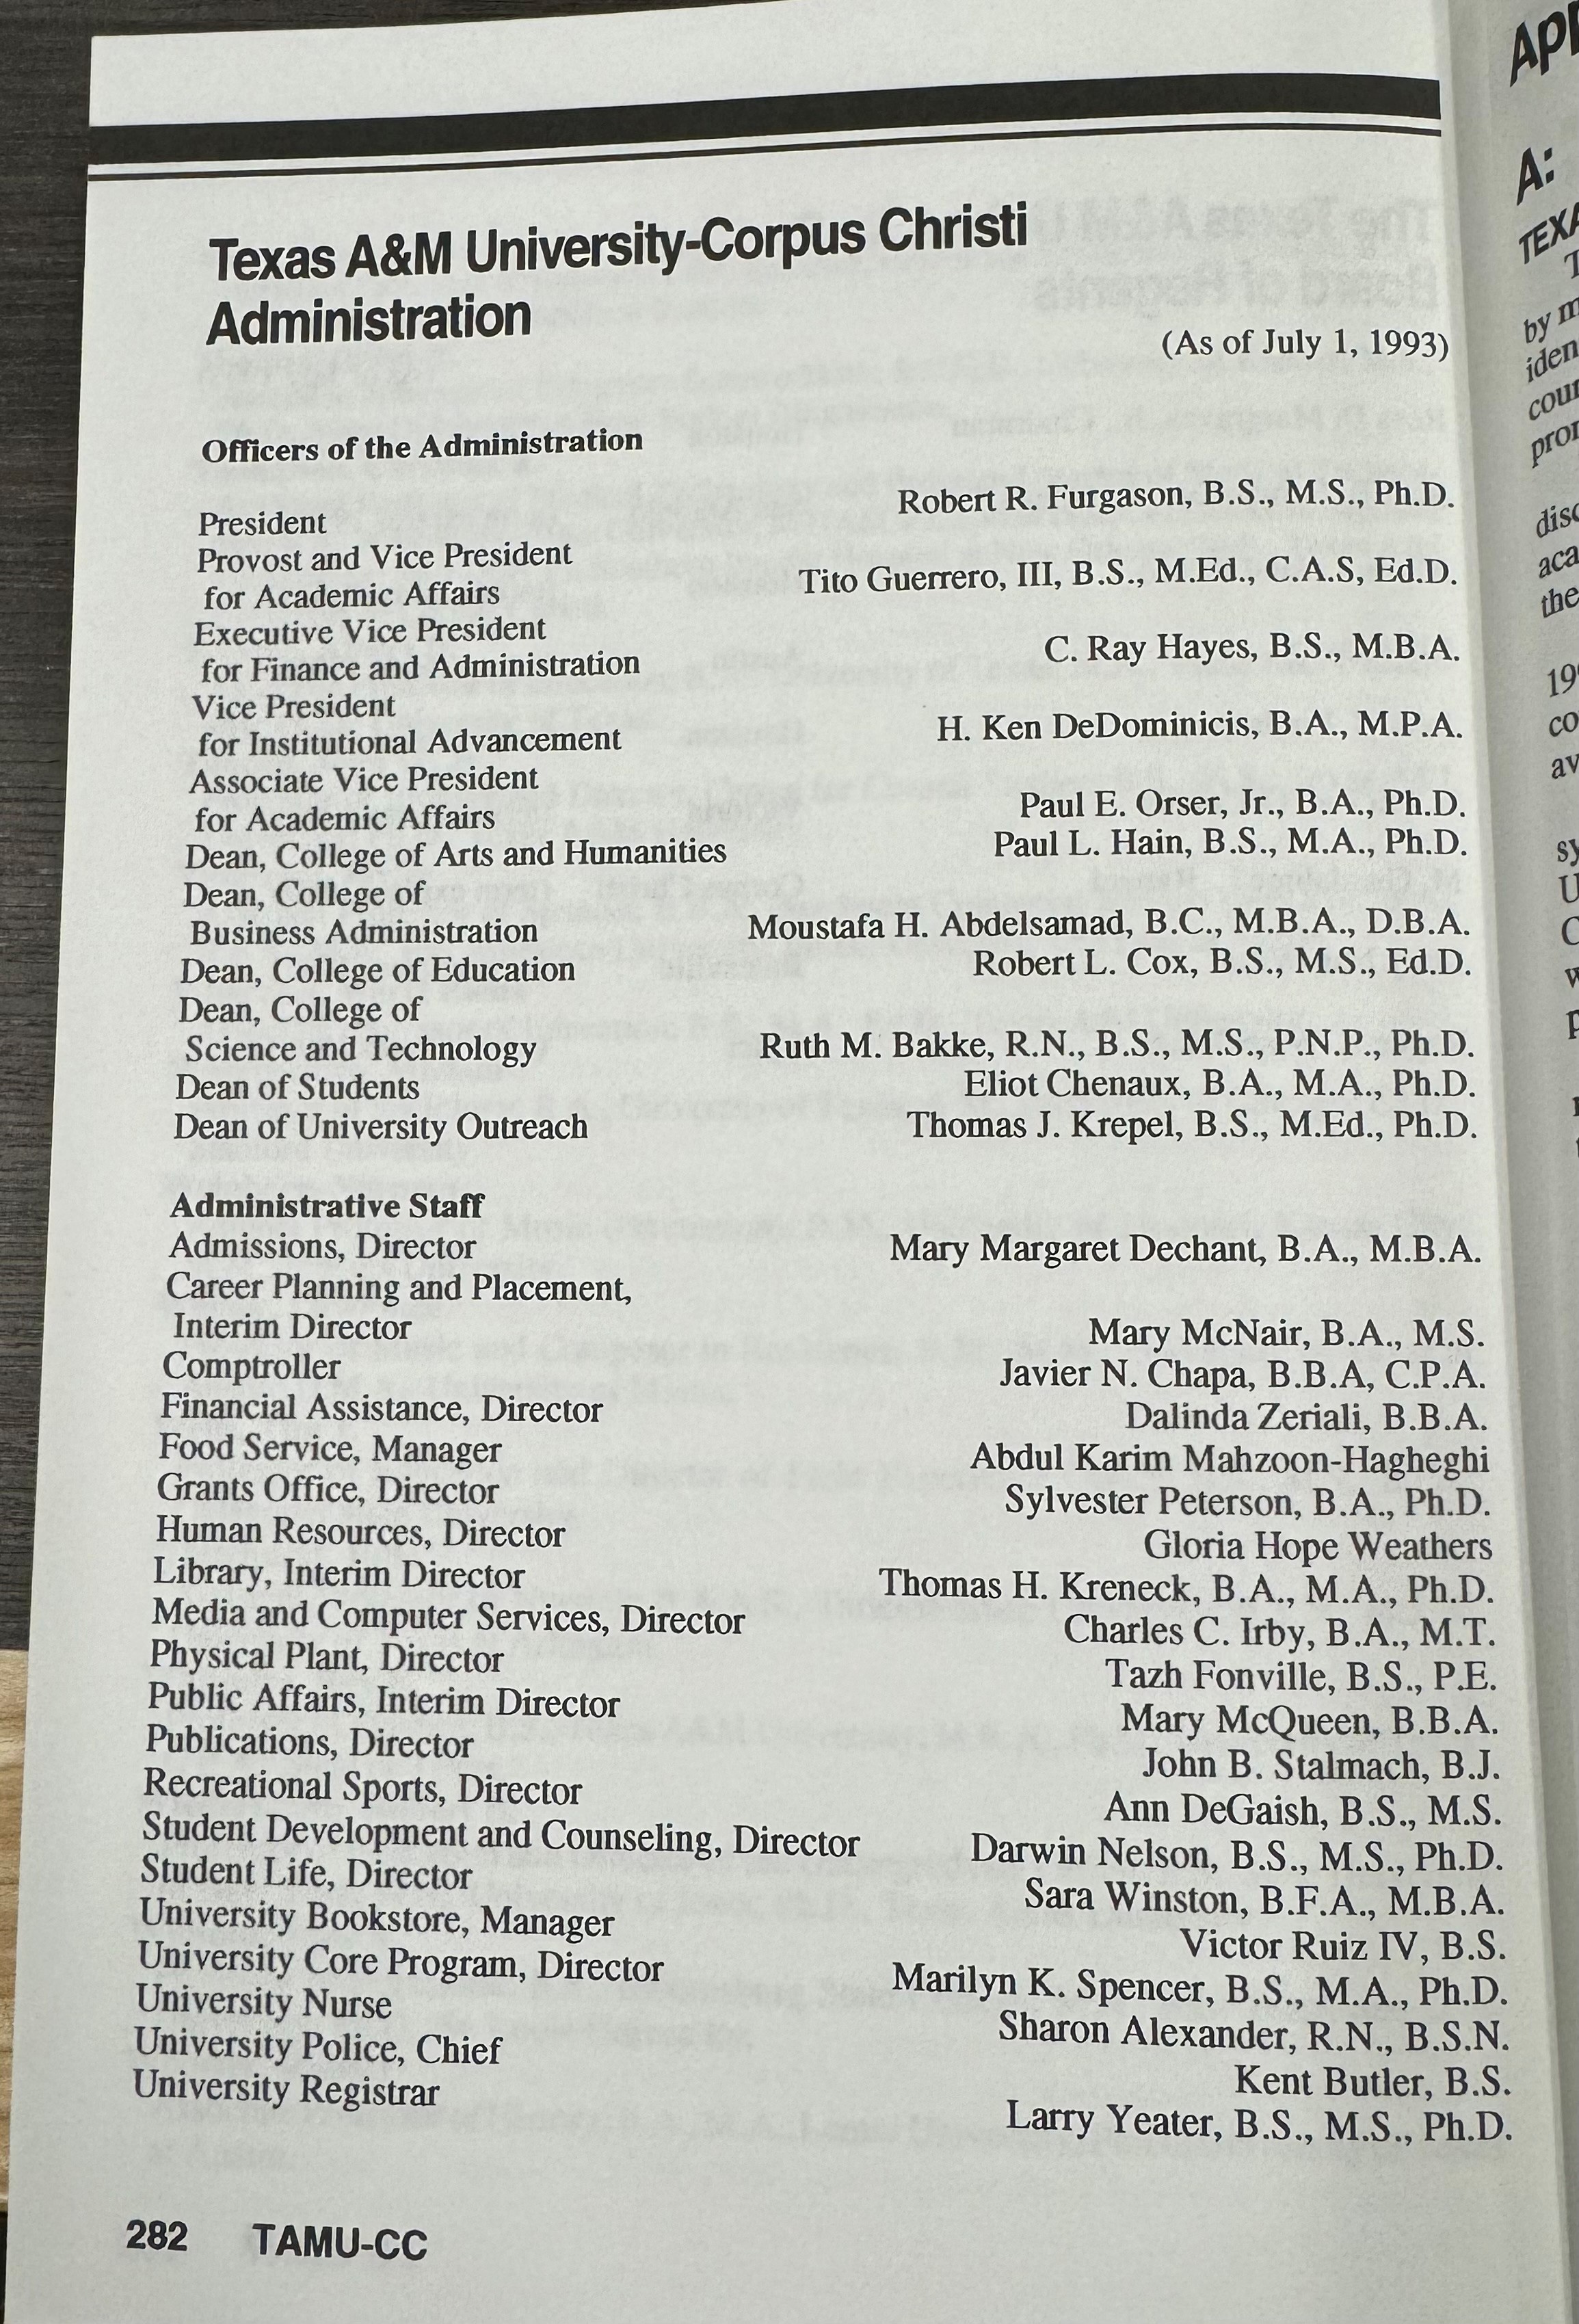 Texas A&M University-Corpus Christi
Administration
(As of July 1, 1993)
Officers of the Administration
President Robert R. Furgason, B.S., M.S., Ph.D.
Provost and Vice President
for Academic Affairs Tito Guerrero, III, B.S., M.Ed., C.A.S, Ed.D.
Executive Vice President
for Finance and Administration C. Ray Hayes, B.S., M.B.A.
Vice President
for Institutional Advancement H. Ken DeDominicis, B.A., M.P.A.
Associate Vice President
for Academic Affairs Paul E. Orser, Jr., B.A., Ph.D.
Dean, College of Arts and Humanities Paul L. Hain, B.S., M.A., Ph.D.
Dean, College of
Business Administration Moustafa H. Abdelsamad, B.C., M.B.A., D.B.A.
Dean, College of Education Robert L. Cox, B.S., M.S., Ed.D.
Dean, College of
Science and Technology Ruth M. Bakke, R.N., B.S., M.S., P.N.P., Ph.D.
Dean of Students Eliot Chenaux, B.A., M.A., Ph.D.
Dean of University Outreach Thomas J. Krepel, B.S., M.Ed., Ph.D.
Administrative Staff
Admissions, Director Mary Margaret Dechant, B.A., M.B.A.
Career Planning and Placement,
Interim Director Mary McNair, B.A., M.S.
Comptroller Javier N. Chapa, B.B.A, C.P.A.
Financial Assistance, Director Dalinda Zeriali, B.B.A.
Food Service, Manager Abdul Karim Mahzoon-Hagheghi
Grants Office, Director Sylvester Peterson, B.A., Ph.D.
Human Resources, Director Gloria Hope Weathers
Library, Interim Director Thomas H. Kreneck, B.A., M.A., Ph.D.
Media and Computer Services, Director Charles C. Irby, B.A., M.T.
Physical Plant, Director Tazh Fonville, B.S., P.E.
Public Affairs, Interim Director Mary McQueen, B.B.A.
Publications, Director John B. Stalmach, B.J.
Recreational Sports, Director Ann DeGaish, B.S., M.S.
Student Development and Counseling, Director Darwin Nelson, B.S., M.S., Ph.D.
Student Life, Director Sara Winston, B.F.A., M.B.A.
University Bookstore, Manager Victor Ruiz IV, B.S.
University Core Program, Director Marilyn K. Spencer, B.S., M.A., Ph.D.
University Nurse Sharon Alexander, R.N., B.S.N.
University Police, Chief Kent Butler, B.S.
University Registrar Larry Yeater, B.S., M.S., Ph.D.
282 TAMU-CC
A:
by
the